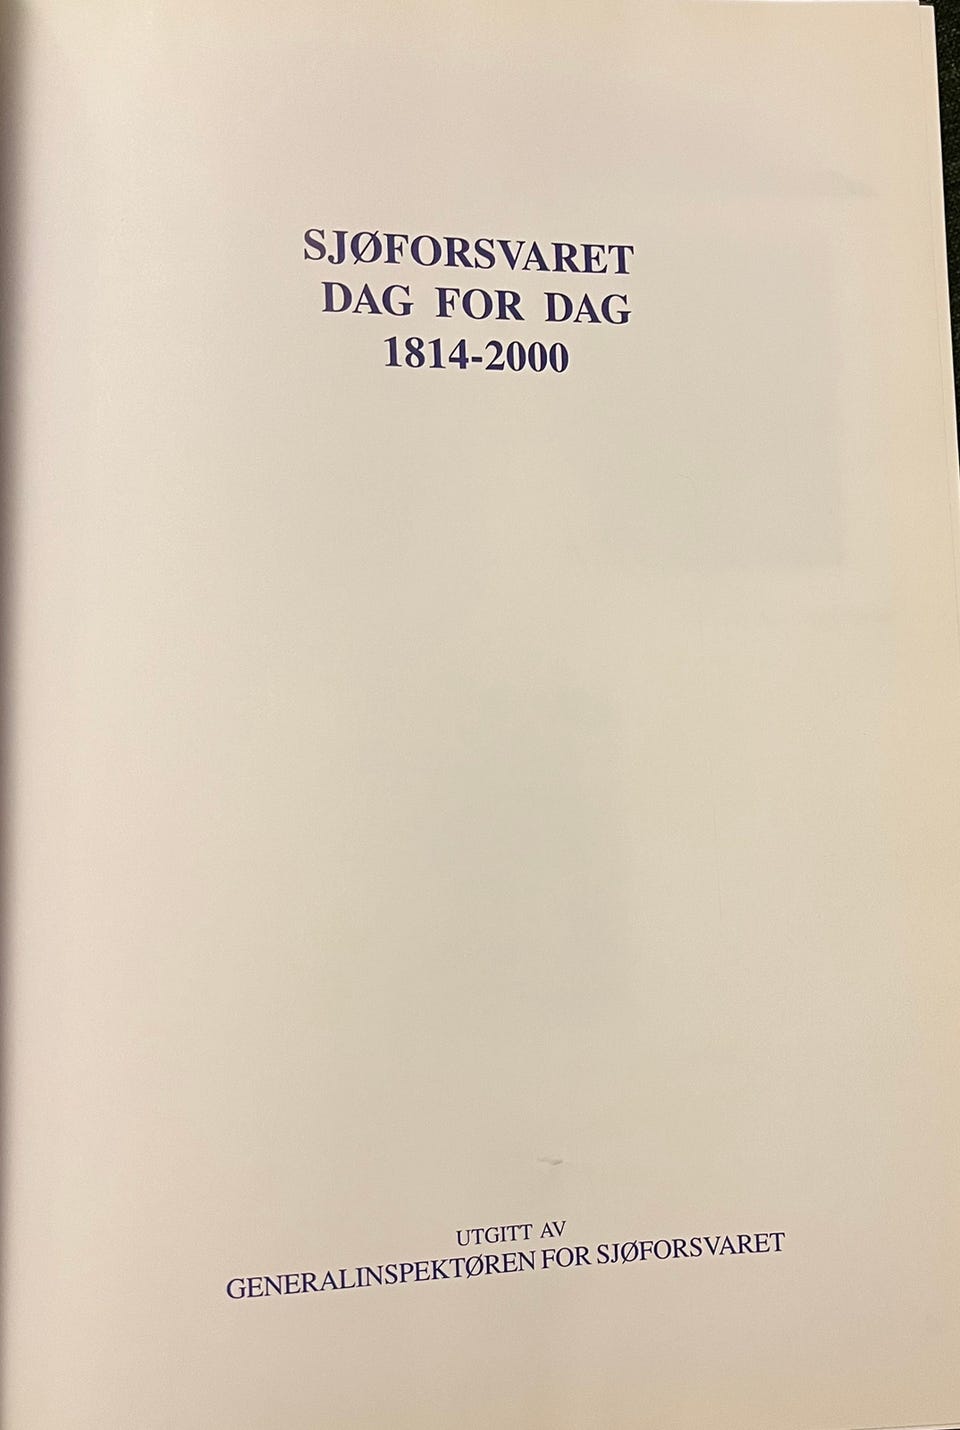 SJØFORSVARET
DAG FOR DAG
1814-2000
UTGITT AV
GENERALINSPEKTØREN FOR SJØFORSVARET